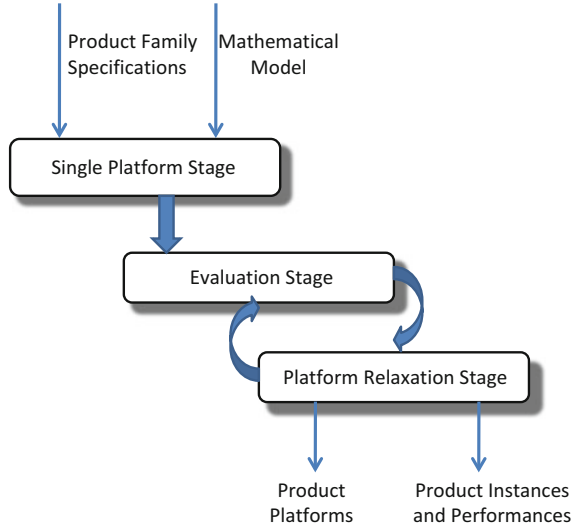 Product Family
Specifications
Mathematical
Model
Single Platform Stage
Evaluation Stage
Platform Relaxation Stage
Product
Platforms
Product Instances
and Performances